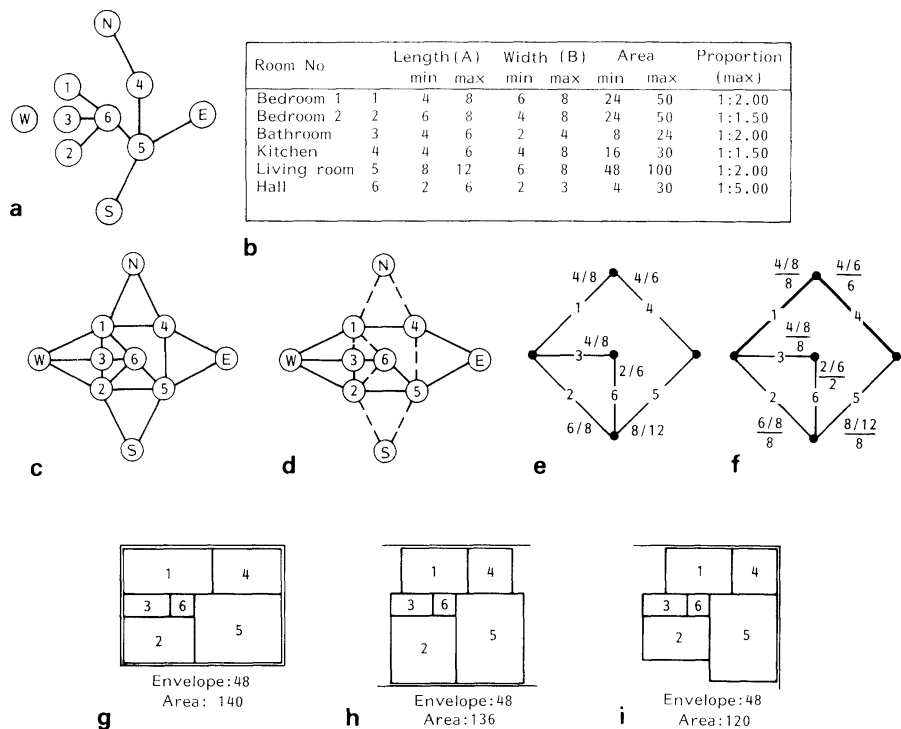 N
1
4
W
3
6
E
2
5
S
a
Room No Length (A) Width (B) Area Proportion
min max min max min max (max)
Bedroom 1 1 4 8 6 8 24 50 1:2.00
Bedroom 2 2 6 8 4 8 24 50 1:1.50
Bathroom 3 4 6 2 4 8 24 1:2.00
Kitchen 4 4 6 4 8 16 30 1:1.50
Living room 5 8 12 6 8 48 100 1:2.00
Hall 6 2 6 2 3 4 30 1:5.00
b
N
1 4
W 3 6 E
2 5
S
c
N
1 4
W 3 6 E
2 5
S
d
4/8 4/6
1 4
4/8
3
2/6
2 6 5
6/8 8/12
e
4/8 4/6
8 6
1 4
4/8
8
3
2/6
2
2 6 5
6/8 8/12
8 8
f
1 4
3 6
2 5
Envelope:48
Area: 140
g
1 4
3 6
2 5
Envelope:48
Area:136
h
1 4
3 6
2 5
Envelope:48
Area:120
i